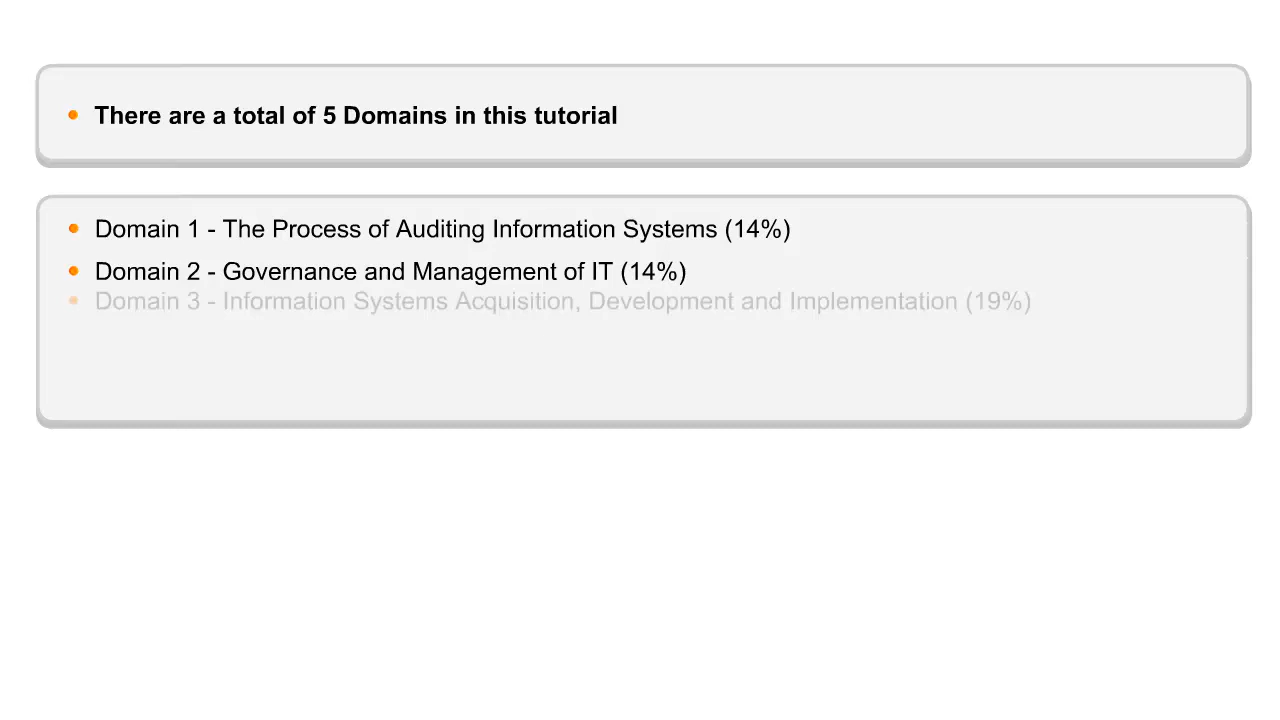 There are a total of 5 Domains in this tutorial
Domain 1 - The Process of Auditing Information Systems (14%)
Domain 2 - Governance and Management of IT (14%)
Domain 3 - Information Systems Acquisition, Development and Implementation (19%)